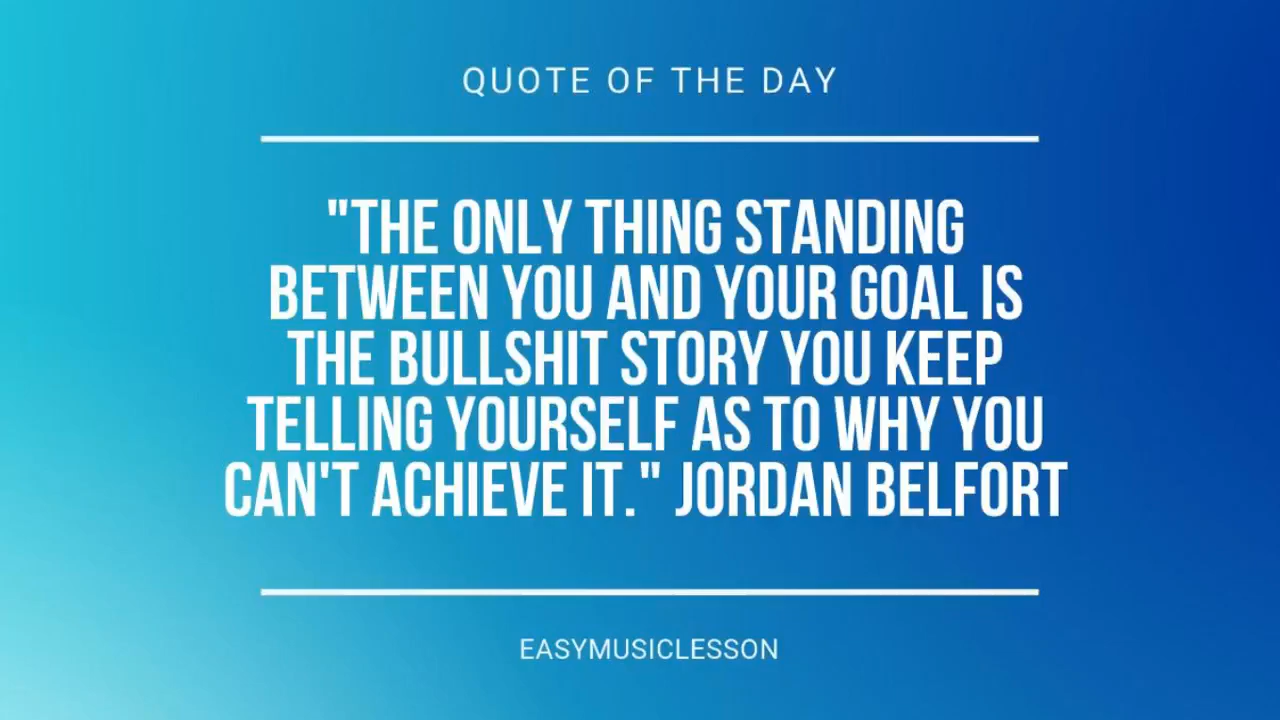 QUOTE OF THE DAY
"THE ONLY THING STANDING
BETWEEN YOU AND YOUR GOAL IS
THE BULLSHIT STORY YOU KEEP
TELLING YOURSELF AS TO WHY YOU
CAN'T ACHIEVE IT." JORDAN BELFORT
EASYMUSICLESSON